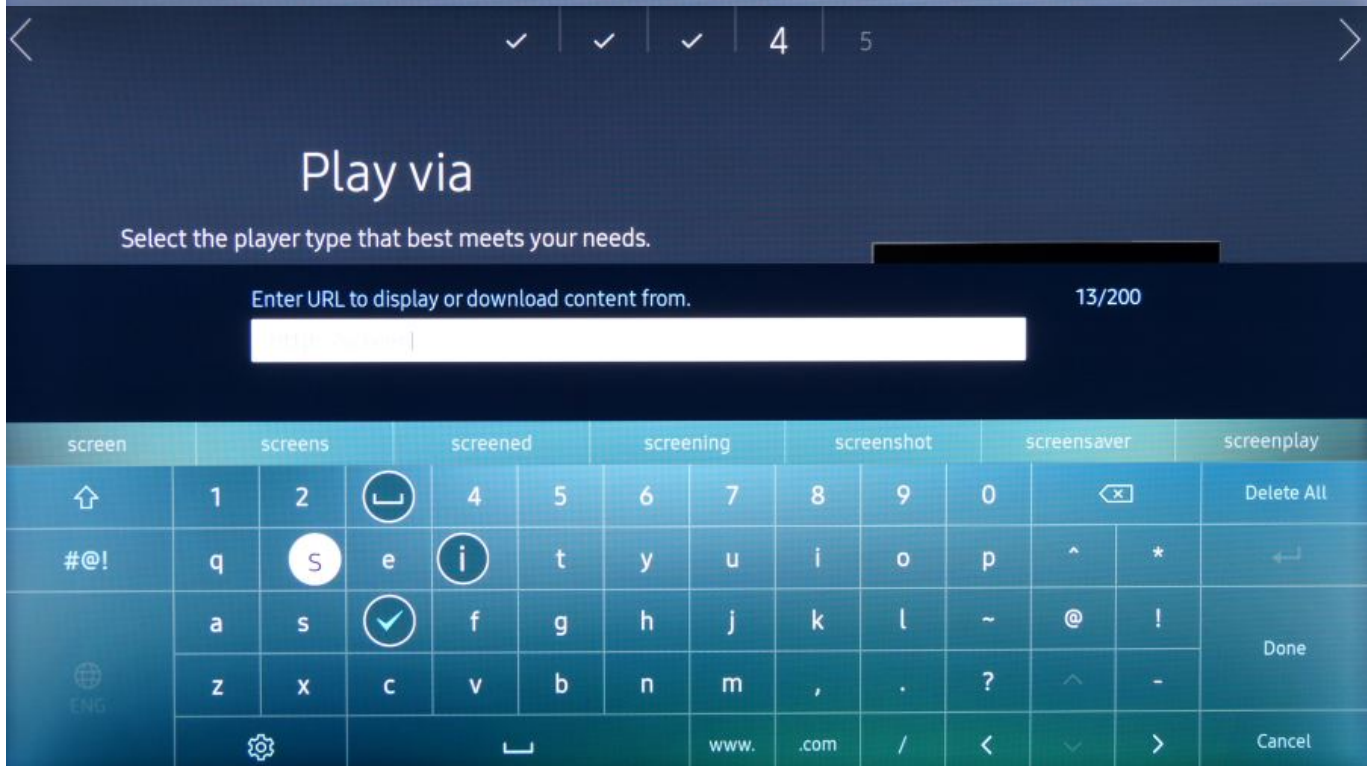 4 5
Play via
Select the player type that best meets your needs.
Enter URL to display or download content from. 13/200
screen screens screened screening screenshot screensaver screenplay
1 2 4 5 6 7 8 9 0 Delete All
#@! q s e i t y u i o p ^ *
a s f g h j k l ~ @ !
Done
ENG z x c v b n m , . ? -
www. .com / < > Cancel